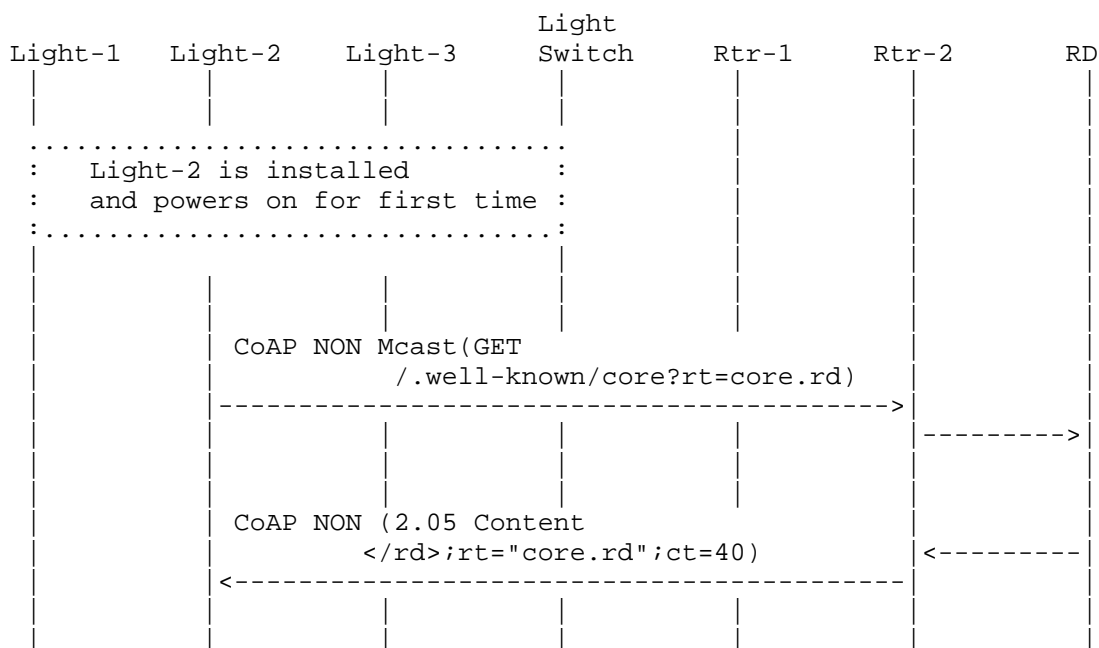 Light
Light-1 Light-2 Light-3 Switch Rtr-1 Rtr-2 RD
Light-2 is installed
and powers on for first time
CoAP NON Mcast(GET
/.well-known/core?rt=core.rd)
CoAP NON (2.05 Content
</rd>;rt="core.rd";ct=40)